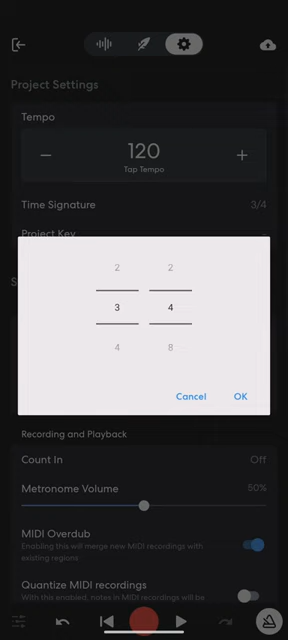 Project Settings
Tempo
120
Tap Tempo
Time Signature 3/4
Project Key -
S
2 2
3 4
4 8
Cancel OK
Recording and Playback
Count In Off
Metronome Volume 50%
MIDI Overdub
Enabling this will merge new MIDI recordings with
existing regions
Quantize MIDI recordings
With this enabled, notes in MIDI recordings will be